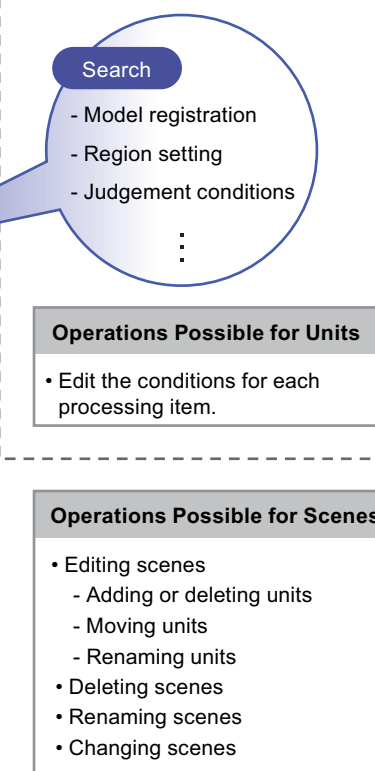 Search
- Model registration
- Region setting
- Judgement conditions
⋮
Operations Possible for Units
• Edit the conditions for each
processing item.
Operations Possible for Scenes
• Editing scenes
- Adding or deleting units
- Moving units
- Renaming units
• Deleting scenes
• Renaming scenes
• Changing scenes